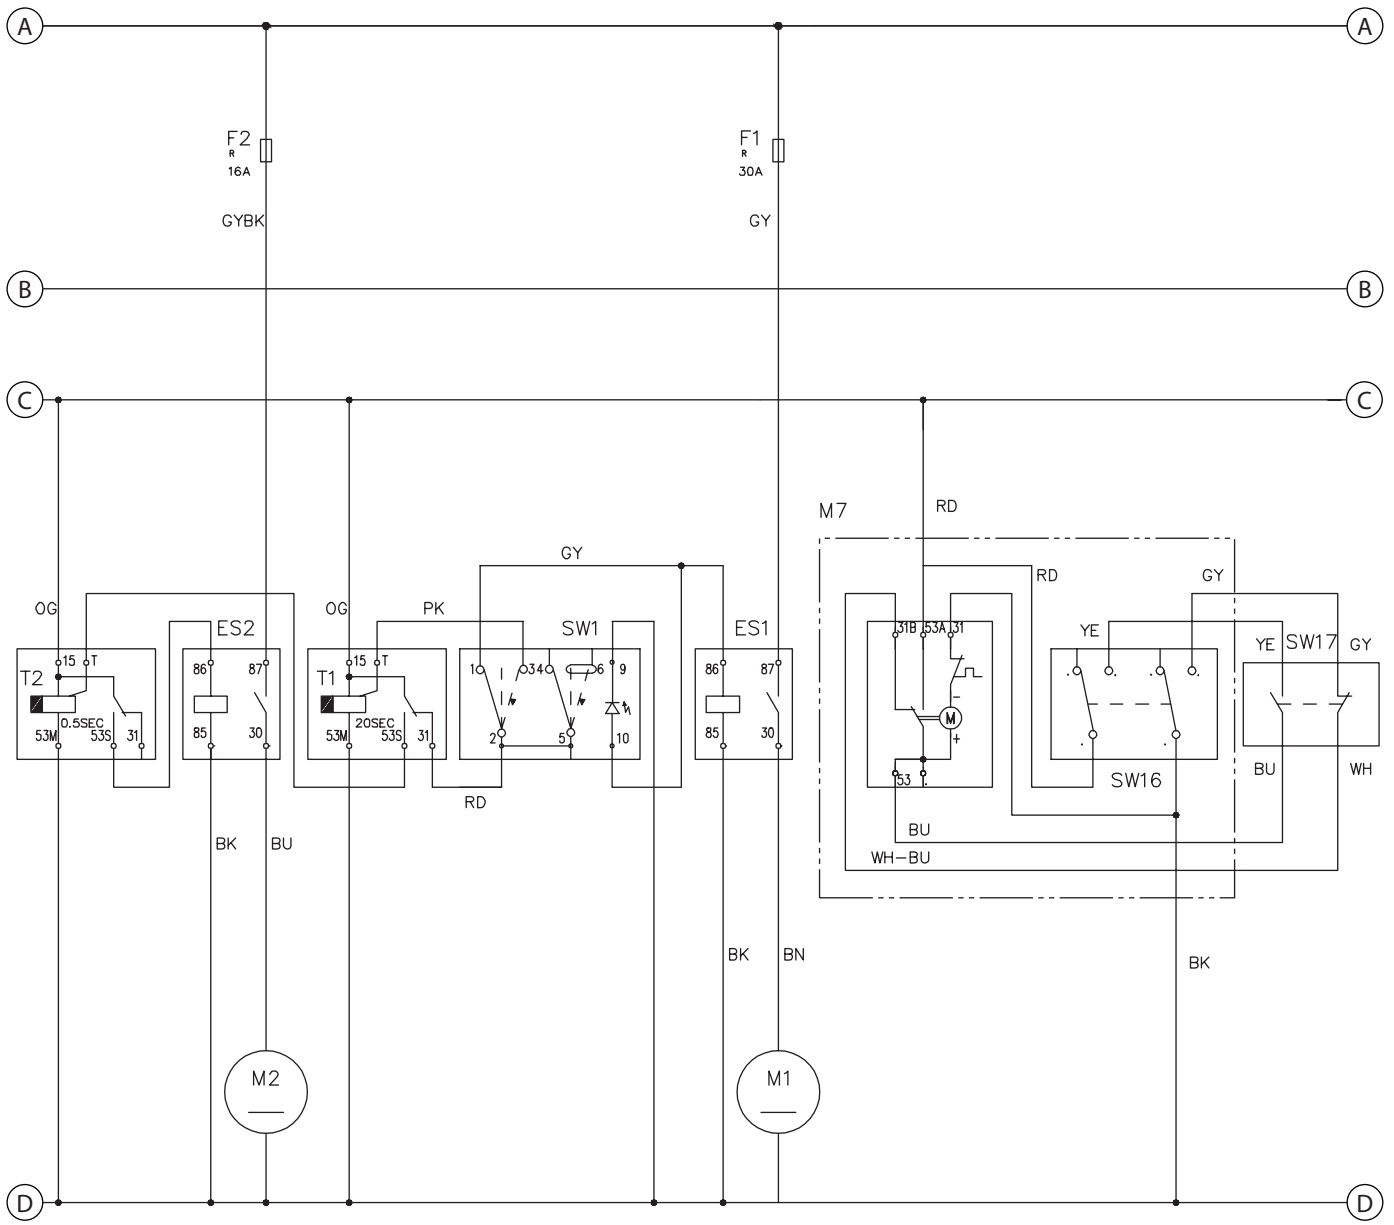 A
A
F2
R
16A
F1
R
30A
GYBK
GY
B
B
C
C
RD
M7
GY
RD
GY
OG
OG
PK
ES2
SW1
ES1
31B
53A
31
YE
YE
SW17
GY
15
T
86
87
15
T
1
3
4
6
9
86
87
T2
T1
0.5SEC
20SEC
M
-
+
53M
53S
31
85
30
53M
53S
31
2
5
10
85
30
53
SW16
BU
WH
RD
BK
BU
BU
WH-BU
BK
BN
BK
M2
M1
D
D